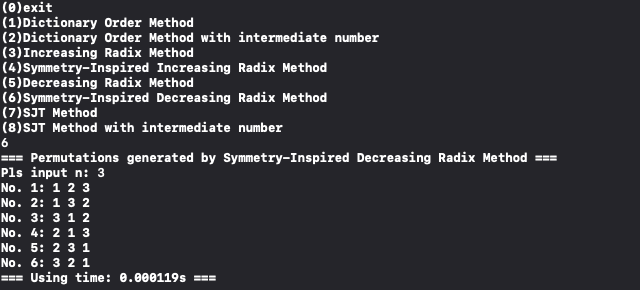 (0)exit
(1)Dictionary Order Method
(2)Dictionary Order Method with intermediate number
(3)Increasing Radix Method
(4)Symmetry-Inspired Increasing Radix Method
(5)Decreasing Radix Method
(6)Symmetry-Inspired Decreasing Radix Method
(7)SJT Method
(8)SJT Method with intermediate number
6
=== Permutations generated by Symmetry-Inspired Decreasing Radix Method ===
Pls input n: 3
No. 1: 1 2 3
No. 2: 1 3 2
No. 3: 3 1 2
No. 4: 2 1 3
No. 5: 2 3 1
No. 6: 3 2 1
=== Using time: 0.000119s ===